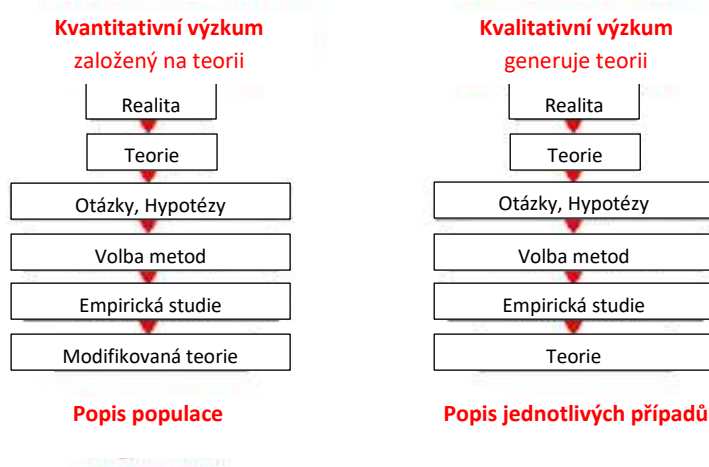 Kvantitativní výzkum
založený na teorii
Realita
Teorie
Otázky, Hypotézy
Volba metod
Empirická studie
Modifikovaná teorie
Popis populace
Kvalitativní výzkum
generuje teorii
Realita
Teorie
Otázky, Hypotézy
Volba metod
Empirická studie
Teorie
Popis jednotlivých případů